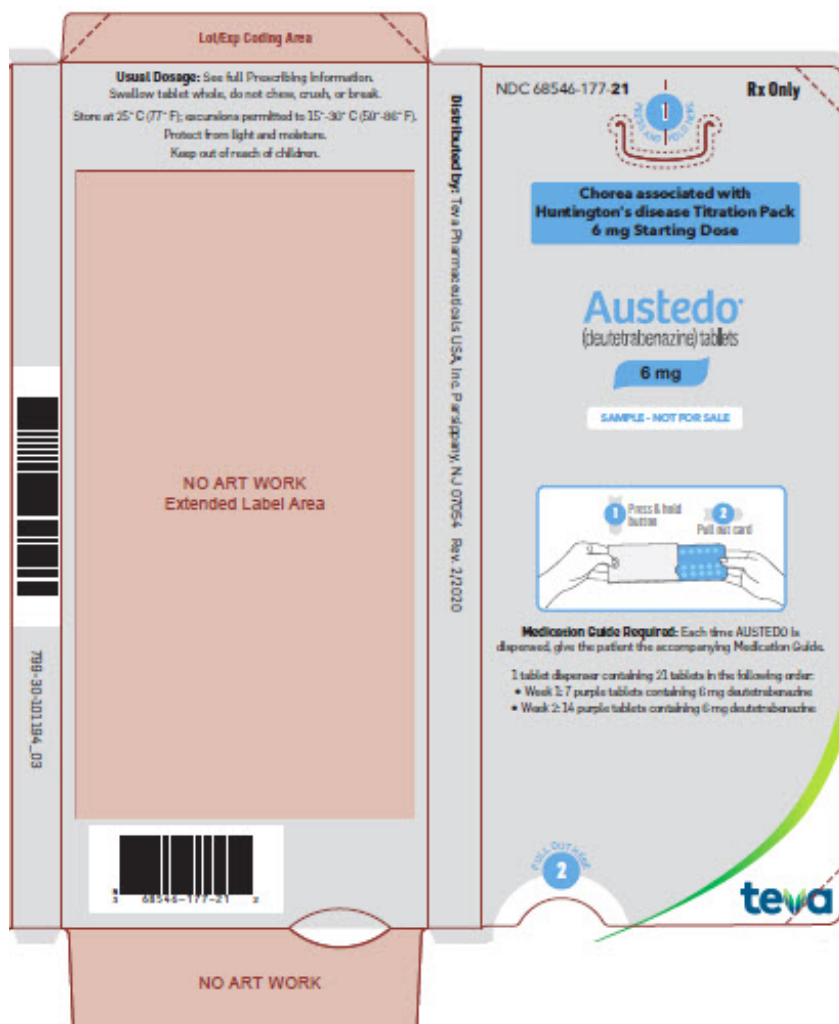 Lot/Exp Coding Area
Usual Dosage: See full Prescribing Information.
Swallow tablet whole, do not chew, crush, or break.
Store at 25° C (77° F); excursions permitted to 15°-30° C (59°-86° F).
Protect from light and moisture.
Keep out of reach of children.
NO ART WORK
Extended Label Area
799-30-101194_03
3 68546-177-21 2
NO ART WORK
Distributed by: Teva Pharmaceuticals USA, Inc. Parsippany, NJ 07054 Rev. 2/2020
NDC 68546-177-21
Rx Only
1
PRESS AND HOLD HERE
Chorea associated with
Huntington's disease Titration Pack
6 mg Starting Dose
Austedo
(deutetrabenazine) tablets
6 mg
SAMPLE - NOT FOR SALE
1 Press & hold
button
2
Pull out card
Medication Guide Required: Each time AUSTEDO is
dispensed, give the patient the accompanying Medication Guide.
1 tablet dispenser containing 21 tablets in the following order:
• Week 1: 7 purple tablets containing 6 mg deutetrabenazine
• Week 2: 14 purple tablets containing 6 mg deutetrabenazine
PULL OUT HERE
2
teva